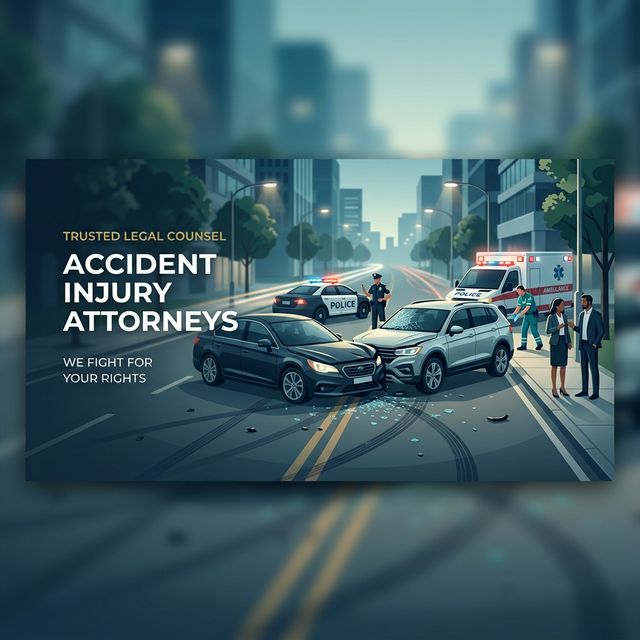 TRUSTED LEGAL COUNSEL
ACCIDENT
INJURY
ATTORNEYS
WE FIGHT FOR
YOUR RIGHTS
POLICE
POLICE
AMBULANCE